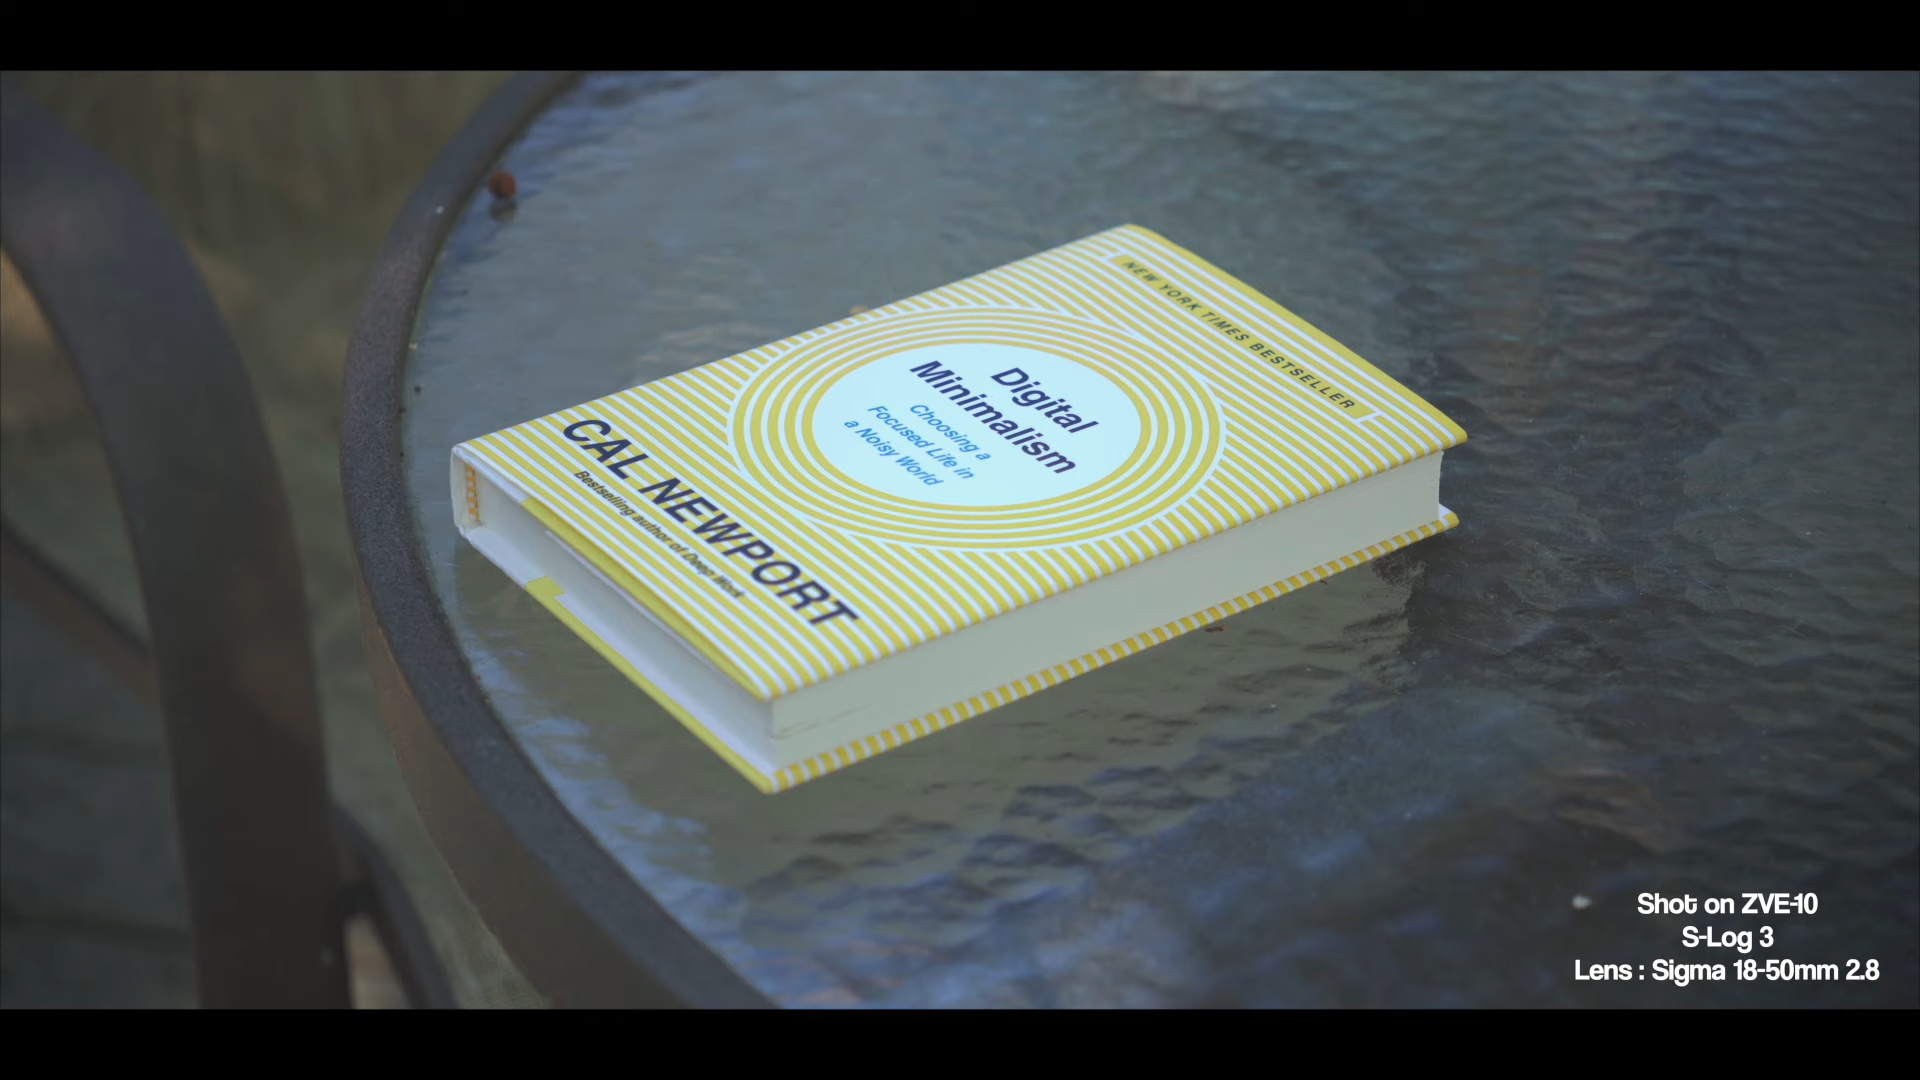 NEW YORK TIMES BESTSELLER
Digital
Minimalism
Choosing a
Focused Life in
a Noisy World
CAL NEWPORT
Bestselling author of Deep Work
Shot on ZVE-10
S-Log 3
Lens : Sigma 18-50mm 2.8